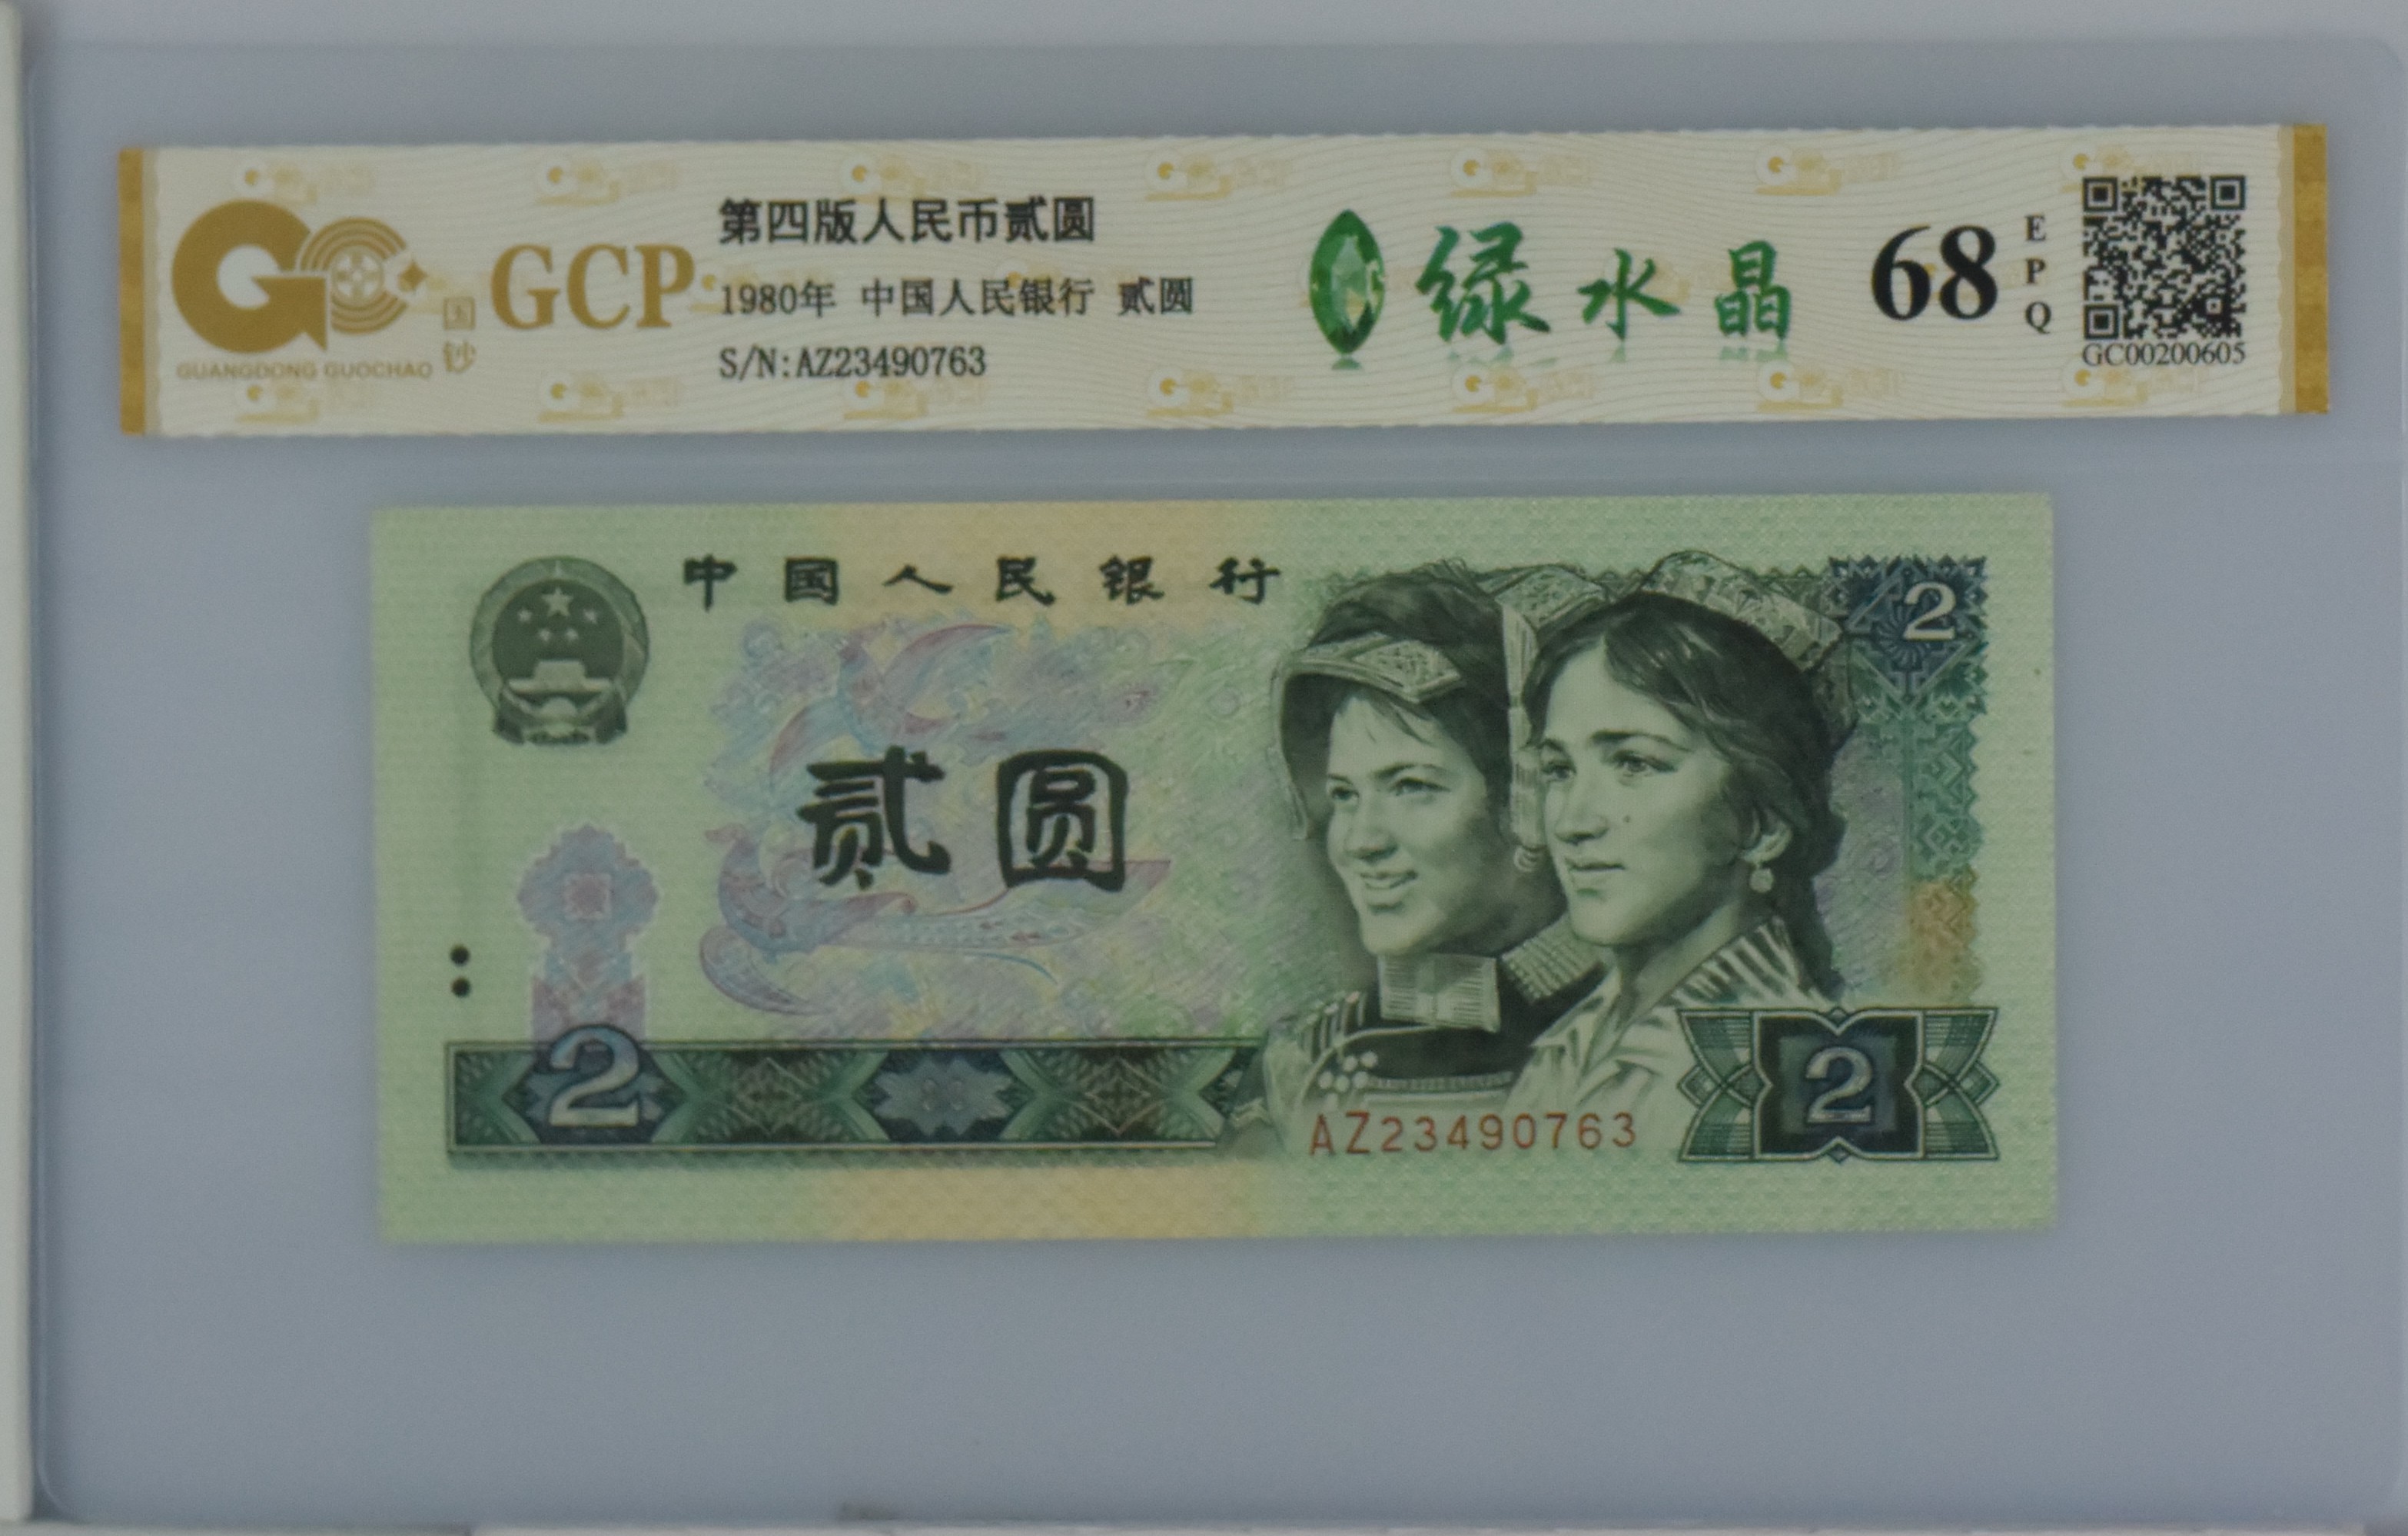 GCP
国钞
GUANGDONG GUOCHAO
第四版人民币贰圆
1980年 中国人民银行 贰圆
S/N:AZ23490763
绿水晶
68
EPQ
GC00200605
中国人民银行
2
贰圆
2
2
AZ23490763